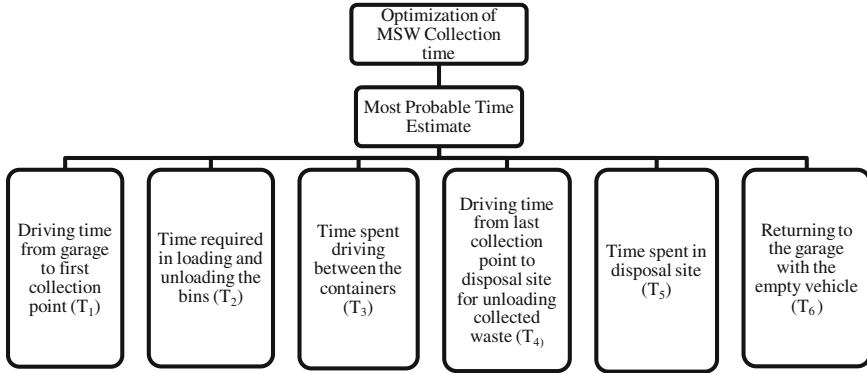 Optimization of
MSW Collection
time
Most Probable Time
Estimate
Driving time
from garage
to first
collection
point (T₁)
Time required
in loading and
unloading the
bins (T₂)
Time spent
driving
between the
containers
(T₃)
Driving time
from last
collection
point to
disposal site
for unloading
collected
waste (T₄₎
Time spent in
disposal site
(T₅)
Returning to
the garage
with the
empty vehicle
(T₆)